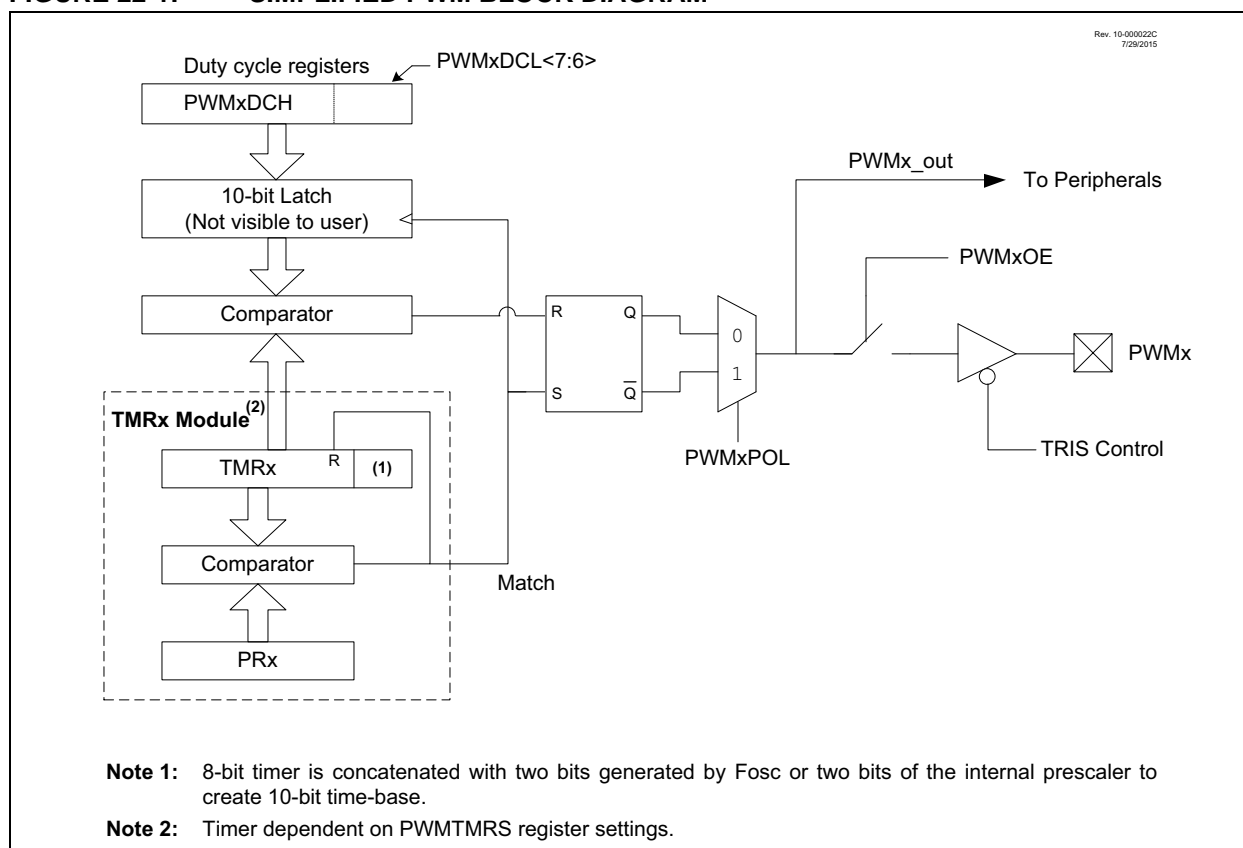 Rev. 10-000022C
7/29/2015
Duty cycle registers
PWMxDCL<7:6>
PWMxDCH
10-bit Latch
(Not visible to user)
Comparator
PWMx_out
To Peripherals
PWMxOE
R
Q
0
1
PWMx
S
Q̅
TMRx Module(2)
PWMxPOL
TRIS Control
TMRx
R
(1)
Comparator
Match
PRx
Note 1: 8-bit timer is concatenated with two bits generated by Fosc or two bits of the internal prescaler to
create 10-bit time-base.
Note 2: Timer dependent on PWMTMRS register settings.